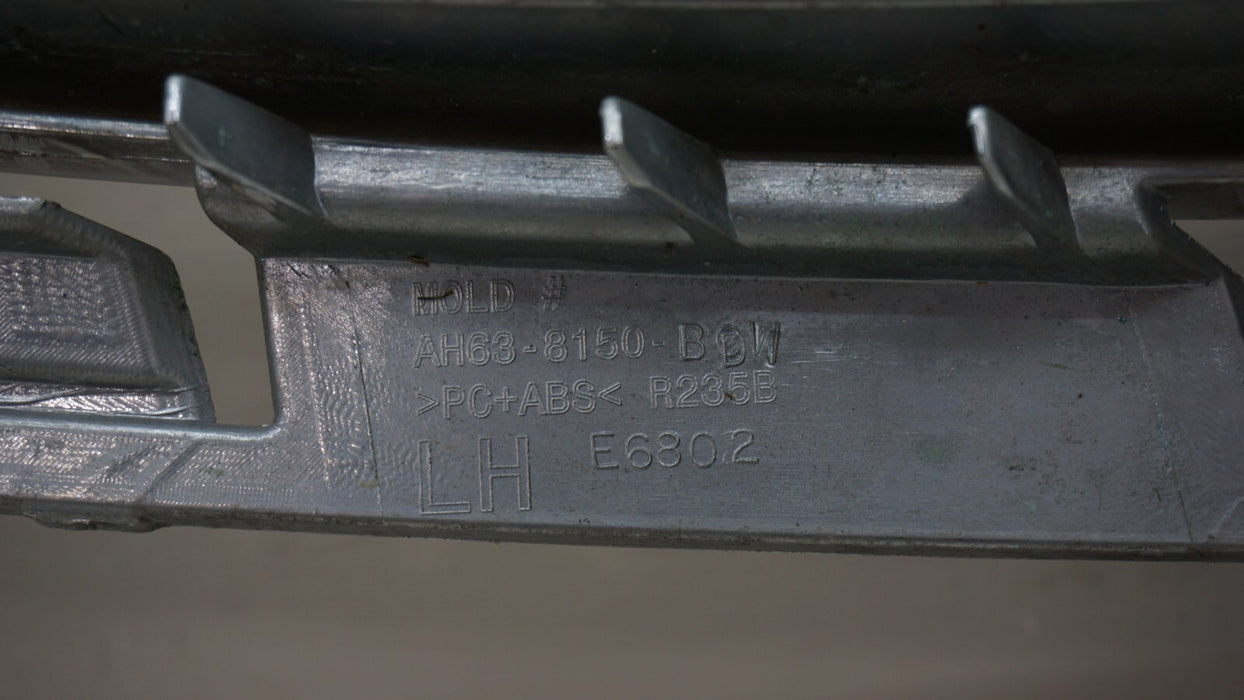 MOLD #
AH63-8150-
>PC+ABS< R235B
LH E6802